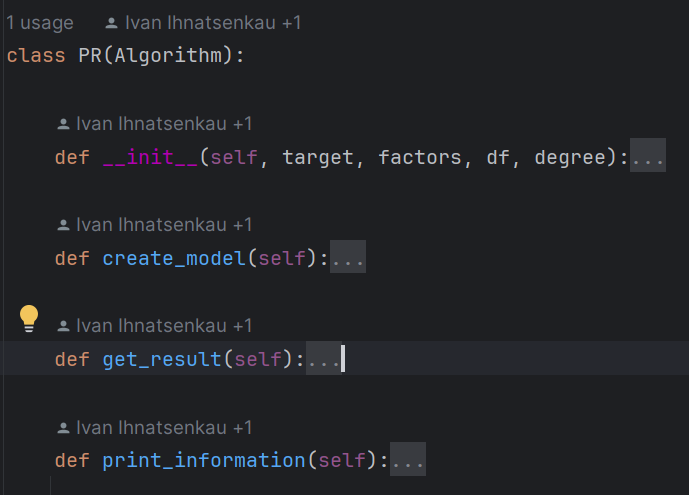 1 usage Ivan Ihnatsenkau +1
class PR(Algorithm):
Ivan Ihnatsenkau +1
def __init__(self, target, factors, df, degree):...
Ivan Ihnatsenkau +1
def create_model(self):...
Ivan Ihnatsenkau +1
def get_result(self):...
Ivan Ihnatsenkau +1
def print_information(self):...